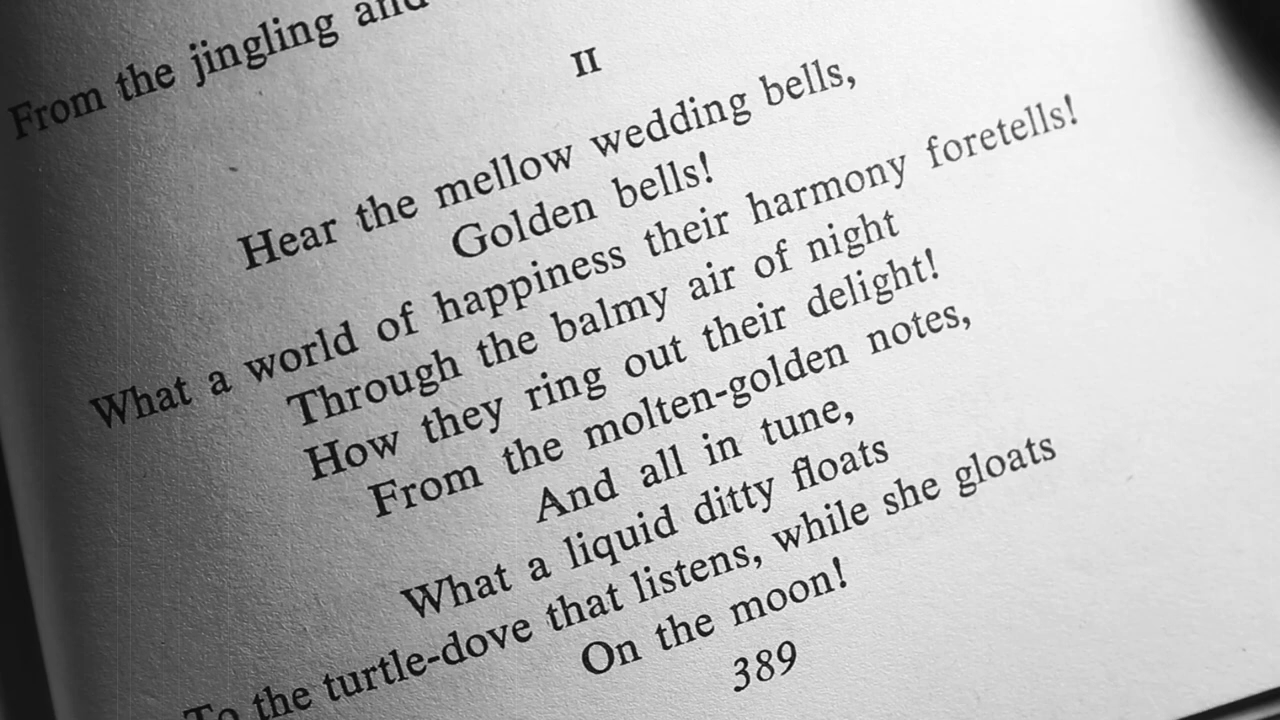 From the jingling and
II
Hear the mellow wedding bells,
Golden bells!
What a world of happiness their harmony foretells!
Through the balmy air of night
How they ring out their delight!
From the molten-golden notes,
And all in tune,
What a liquid ditty floats
To the turtle-dove that listens, while she gloats
On the moon!
389